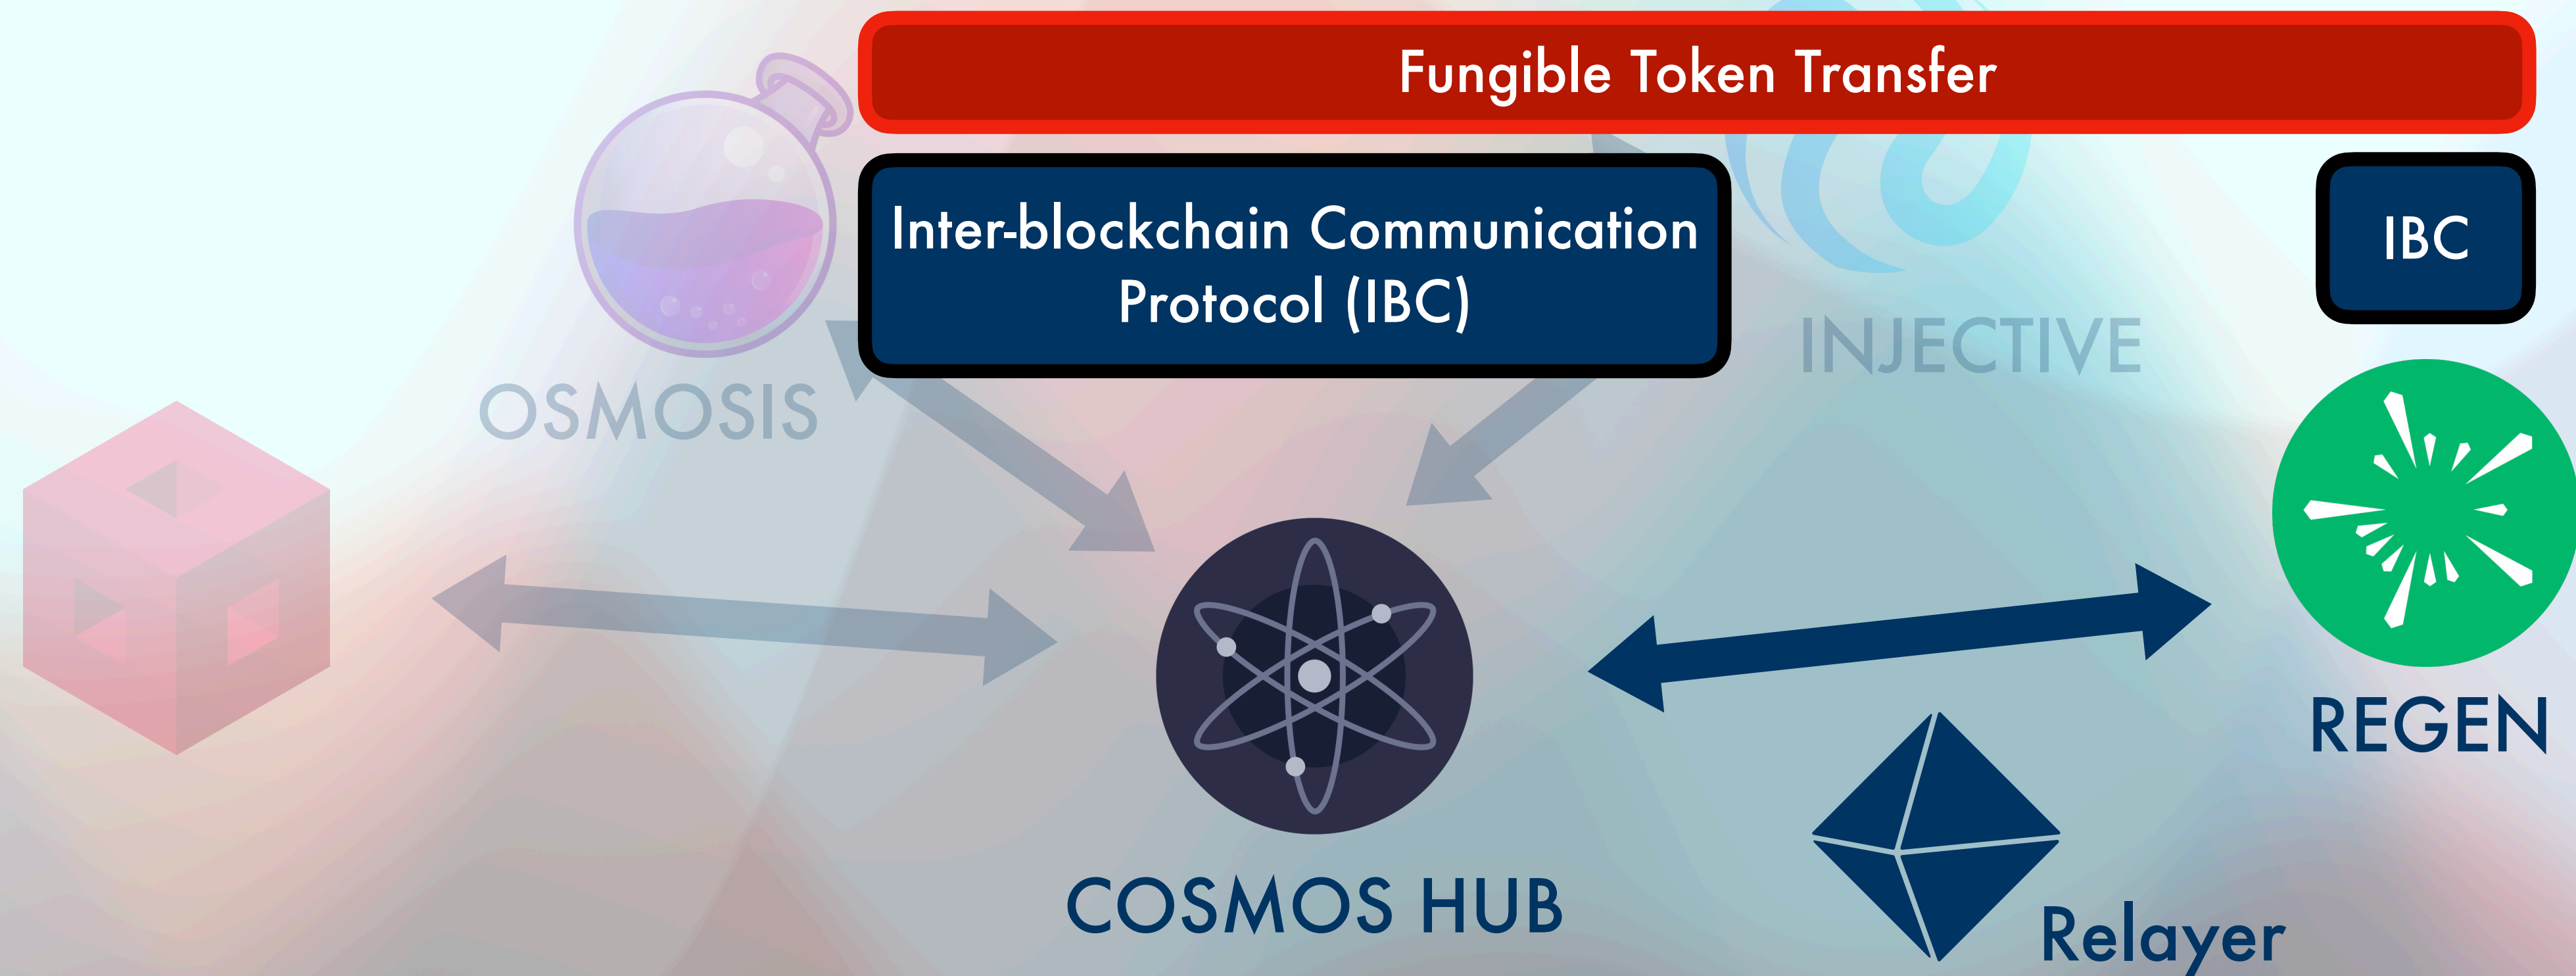 Fungible Token Transfer
Inter-blockchain Communication
Protocol (IBC)
IBC
INJECTIVE
OSMOSIS
REGEN
COSMOS HUB
Relayer